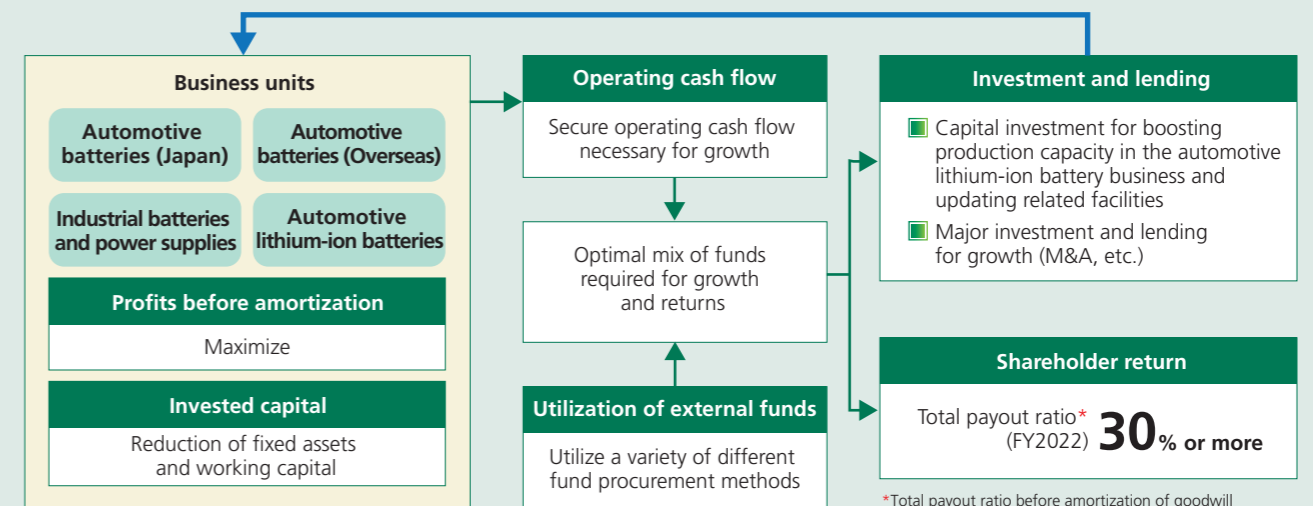 Business units
Automotive
batteries (Japan)
Automotive
batteries (Overseas)
Industrial batteries
and power supplies
Automotive
lithium-ion batteries
Profits before amortization
Maximize
Invested capital
Reduction of fixed assets
and working capital
Operating cash flow
Secure operating cash flow
necessary for growth
Optimal mix of funds
required for growth
and returns
Utilization of external funds
Utilize a variety of different
fund procurement methods
Investment and lending
Capital investment for boosting
production capacity in the automotive
lithium-ion battery business and
updating related facilities
Major investment and lending
for growth (M&A, etc.)
Shareholder return
Total payout ratio*
(FY2022) 30% or more
*Total payout ratio before amortization of goodwill